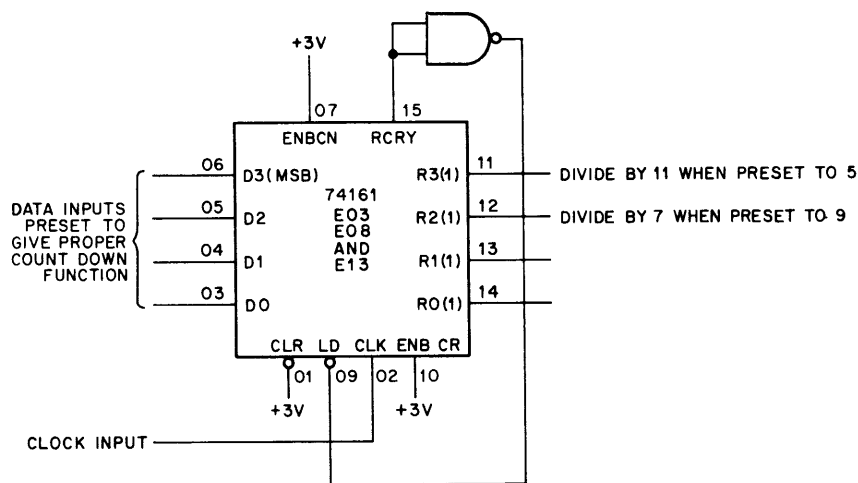 +3V
07
15
ENBCN
RCRY
06
D3(MSB)
11
R3(1)
DIVIDE BY 11 WHEN PRESET TO 5
74161
E03
E08
AND
E13
05
D2
12
R2(1)
DIVIDE BY 7 WHEN PRESET TO 9
DATA INPUTS
PRESET TO
GIVE PROPER
COUNT DOWN
FUNCTION
04
D1
13
R1(1)
03
D0
14
R0(1)
CLR
LD
CLK
ENB CR
01
09
02
10
+3V
+3V
CLOCK INPUT